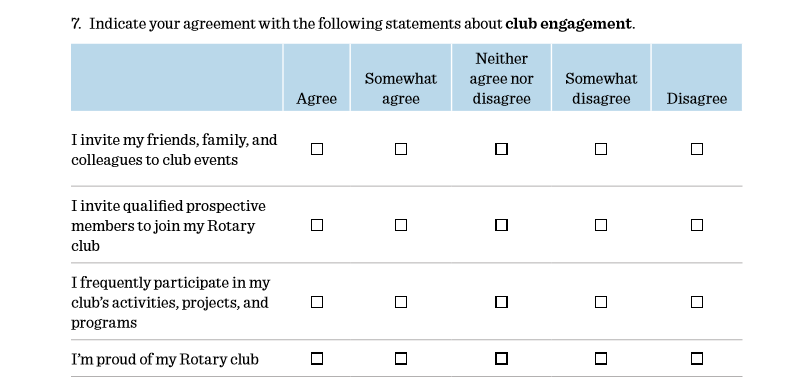 7. Indicate your agreement with the following statements about club engagement.
Neither
Somewhat agree nor Somewhat
Agree agree disagree disagree Disagree
I invite my friends, family, and
colleagues to club events
I invite qualified prospective
members to join my Rotary
club
I frequently participate in my
club's activities, projects, and
programs
I'm proud of my Rotary club